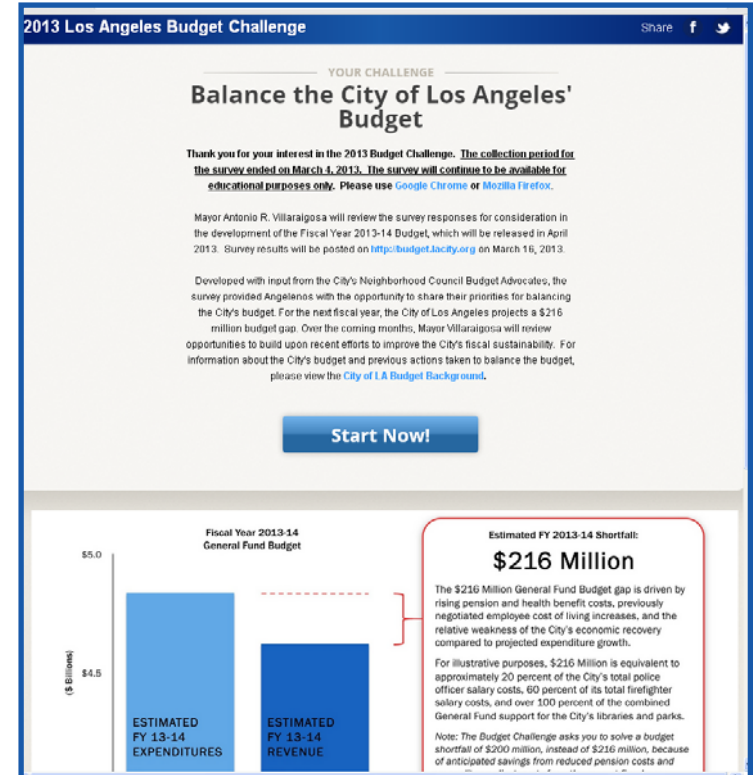 2013 Los Angeles Budget Challenge
Share f
YOUR CHALLENGE
Balance the City of Los Angeles'
Budget
Thank you for your interest in the 2013 Budget Challenge. The collection period for
the survey ended on March 4, 2013. The survey will continue to be available for
educational purposes only. Please use Google Chrome or Mozilla Firefox.
Mayor Antonio R. Villaraigosa will review the survey responses for consideration in
the development of the Fiscal Year 2013-14 Budget, which will be released in April
2013. Survey results will be posted on http://budget.lacity.org on March 16, 2013.
Developed with input from the City's Neighborhood Council Budget Advocates, the
survey provided Angelenos with the opportunity to share their priorities for balancing
the City's budget. For the next fiscal year, the City of Los Angeles projects a $216
million budget gap. Over the coming months, Mayor Villaraigosa will review
opportunities to build upon recent efforts to improve the City's fiscal sustainability. For
information about the City's budget and previous actions taken to balance the budget,
please view the City of LA Budget Background.
Start Now!
Fiscal Year 2013-14
General Fund Budget
$5.0
$4.5
($ Billions)
ESTIMATED
FY 13-14
EXPENDITURES
ESTIMATED
FY 13-14
REVENUE
Estimated FY 2013-14 Shortfall:
$216 Million
The $216 Million General Fund Budget gap is driven by
rising pension and health benefit costs, previously
negotiated employee cost of living increases, and the
relative weakness of the City's economic recovery
compared to projected expenditure growth.
For illustrative purposes, $216 Million is equivalent to
approximately 20 percent of the City's total police
officer salary costs, 60 percent of its total firefighter
salary costs, and over 100 percent of the combined
General Fund support for the City's libraries and parks.
Note: The Budget Challenge asks you to solve a budget
shortfall of $200 million, instead of $216 million, because
of anticipated savings from reduced pension costs and